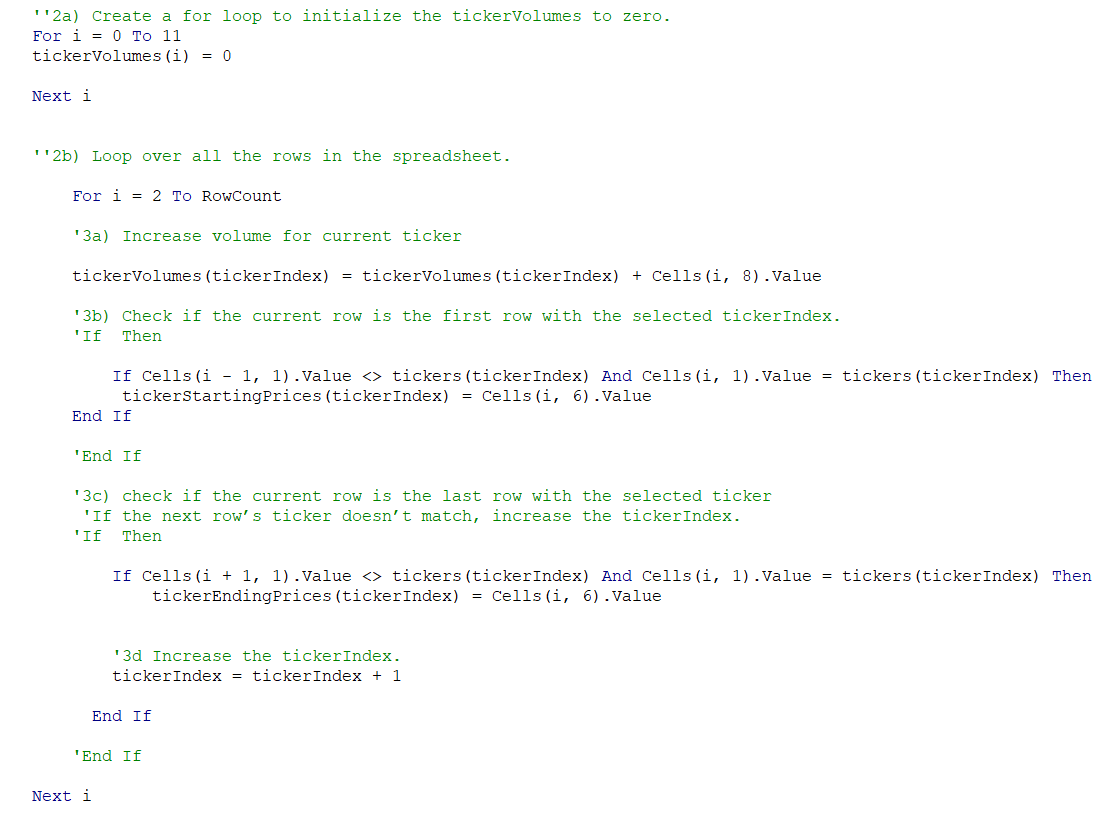 ''2a) Create a for loop to initialize the tickerVolumes to zero.
For i = 0 To 11
tickerVolumes(i) = 0
Next i
''2b) Loop over all the rows in the spreadsheet.
For i = 2 To RowCount
'3a) Increase volume for current ticker
tickerVolumes(tickerIndex) = tickerVolumes(tickerIndex) + Cells(i, 8).Value
'3b) Check if the current row is the first row with the selected tickerIndex.
'If  Then
If Cells(i - 1, 1).Value <> tickers(tickerIndex) And Cells(i, 1).Value = tickers(tickerIndex) Then
tickerStartingPrices(tickerIndex) = Cells(i, 6).Value
End If
'End If
'3c) check if the current row is the last row with the selected ticker
'If the next row’s ticker doesn’t match, increase the tickerIndex.
'If  Then
If Cells(i + 1, 1).Value <> tickers(tickerIndex) And Cells(i, 1).Value = tickers(tickerIndex) Then
tickerEndingPrices(tickerIndex) = Cells(i, 6).Value
'3d Increase the tickerIndex.
tickerIndex = tickerIndex + 1
End If
'End If
Next i